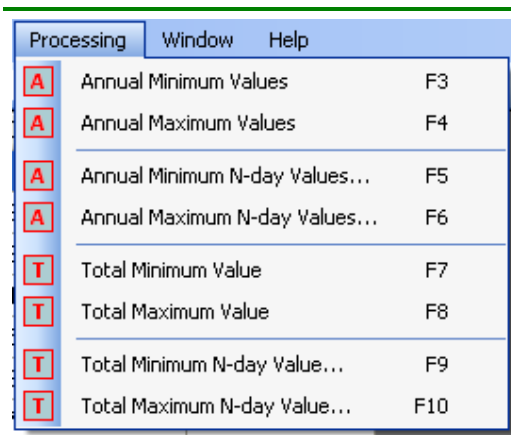 Processing Window Help
A Annual Minimum Values F3
A Annual Maximum Values F4
A Annual Minimum N-day Values... F5
A Annual Maximum N-day Values... F6
T Total Minimum Value F7
T Total Maximum Value F8
T Total Minimum N-day Value... F9
T Total Maximum N-day Value... F10